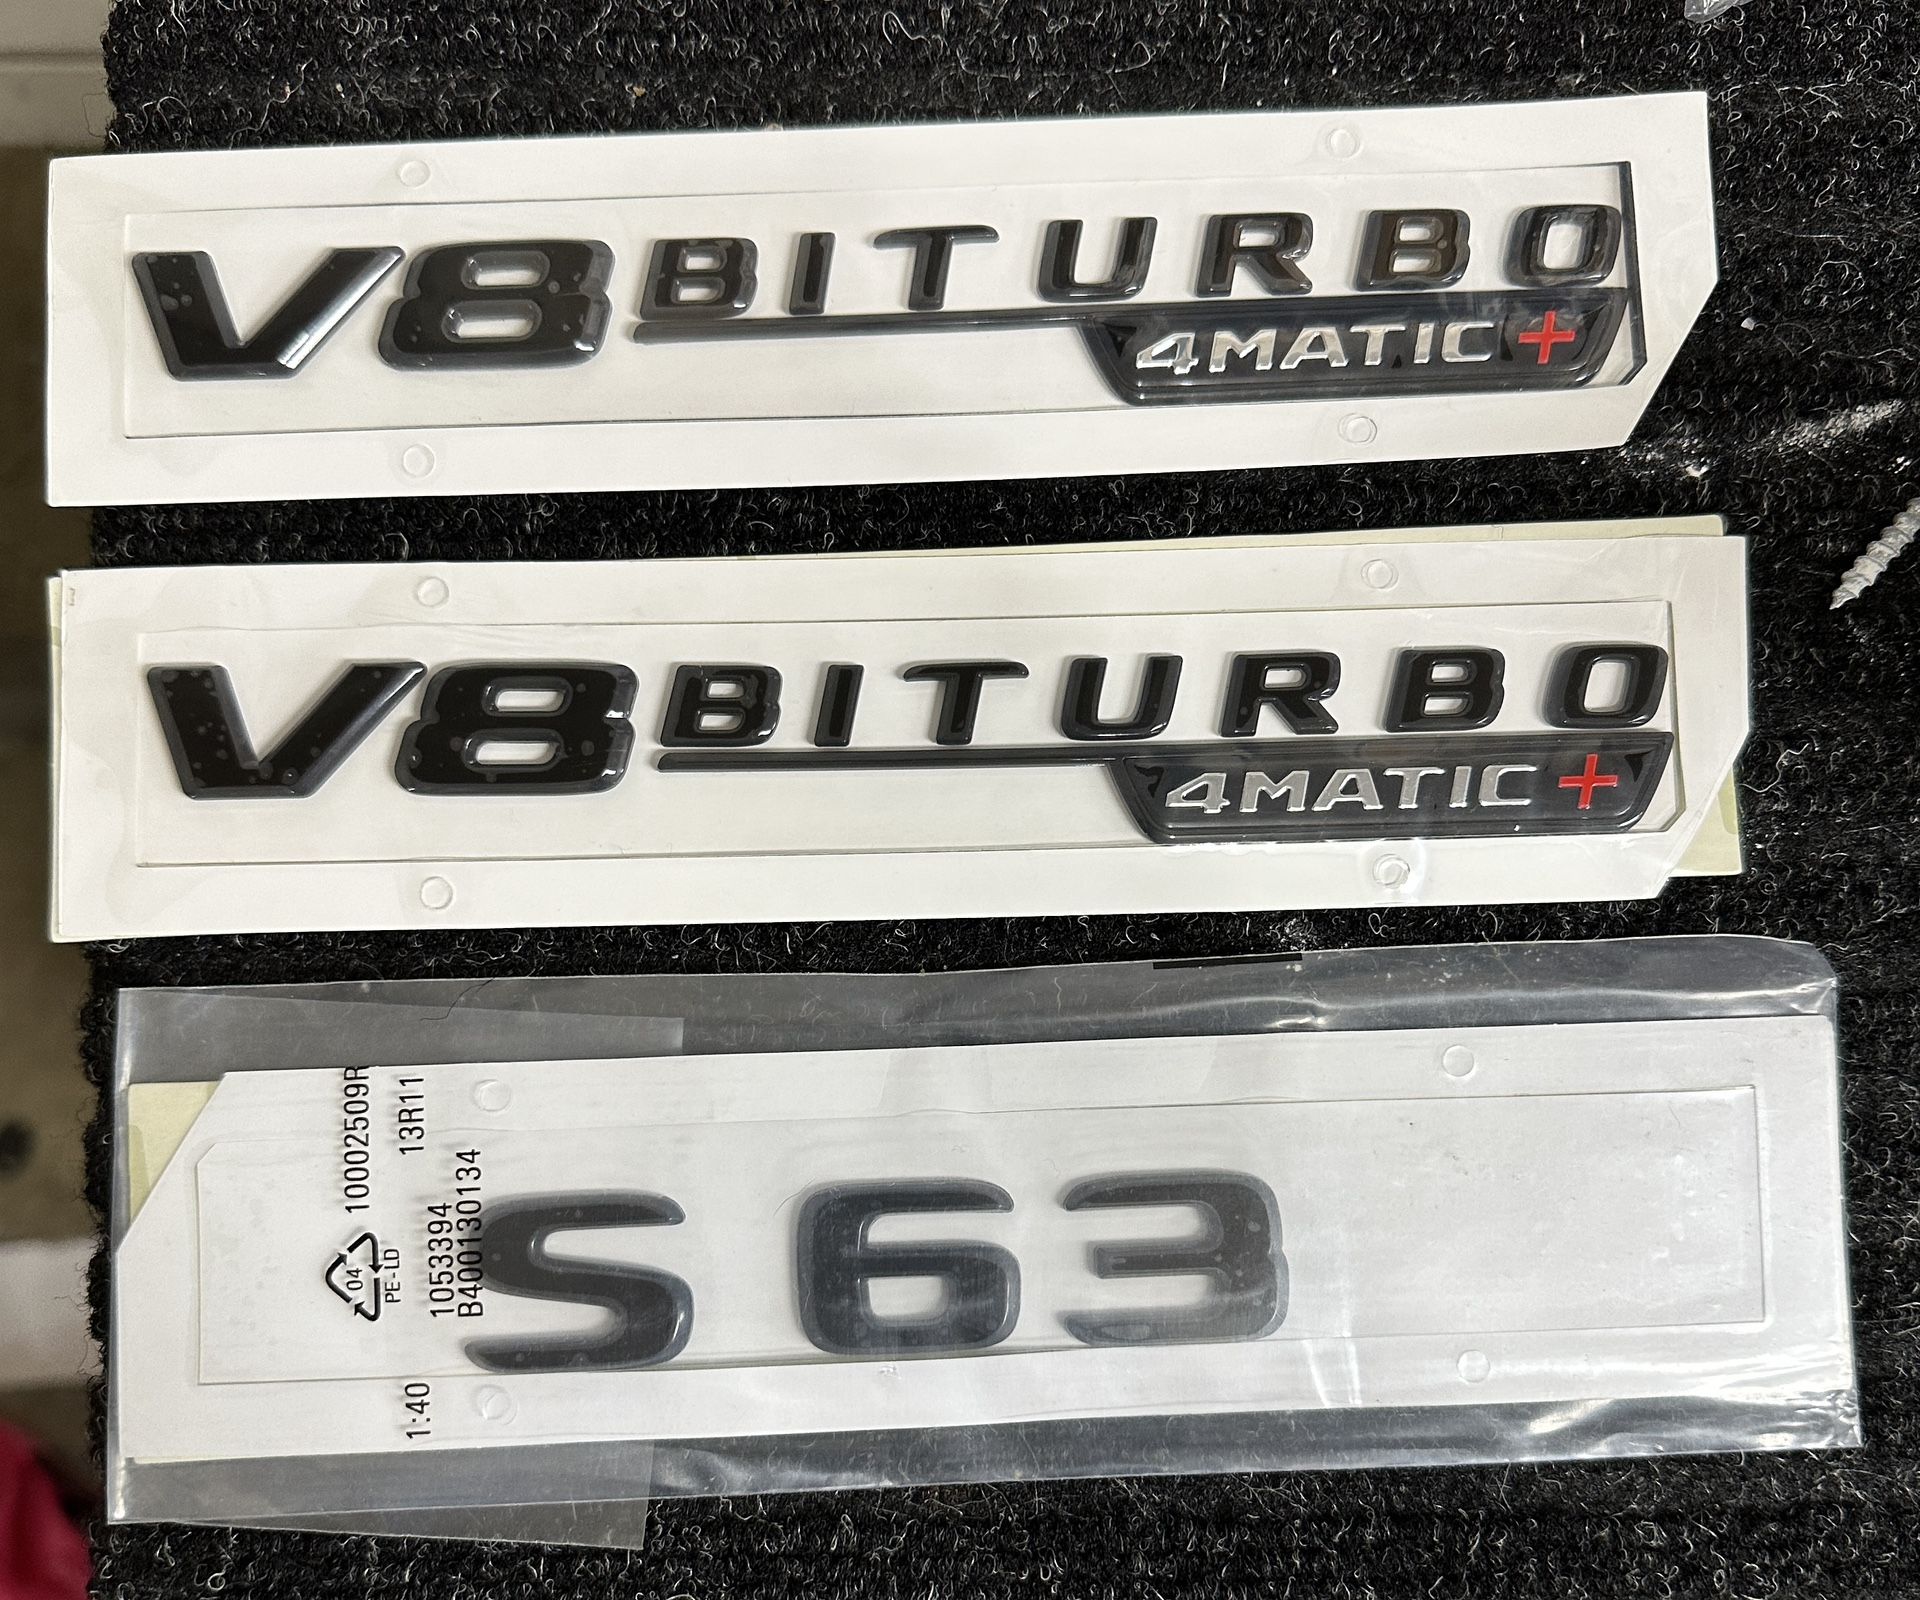 V8 BITURBO
4MATIC+
V8 BITURBO
4MATIC+
S 63
04
PE-LD
10002509R
13R11
1053394
B400130134
1:40